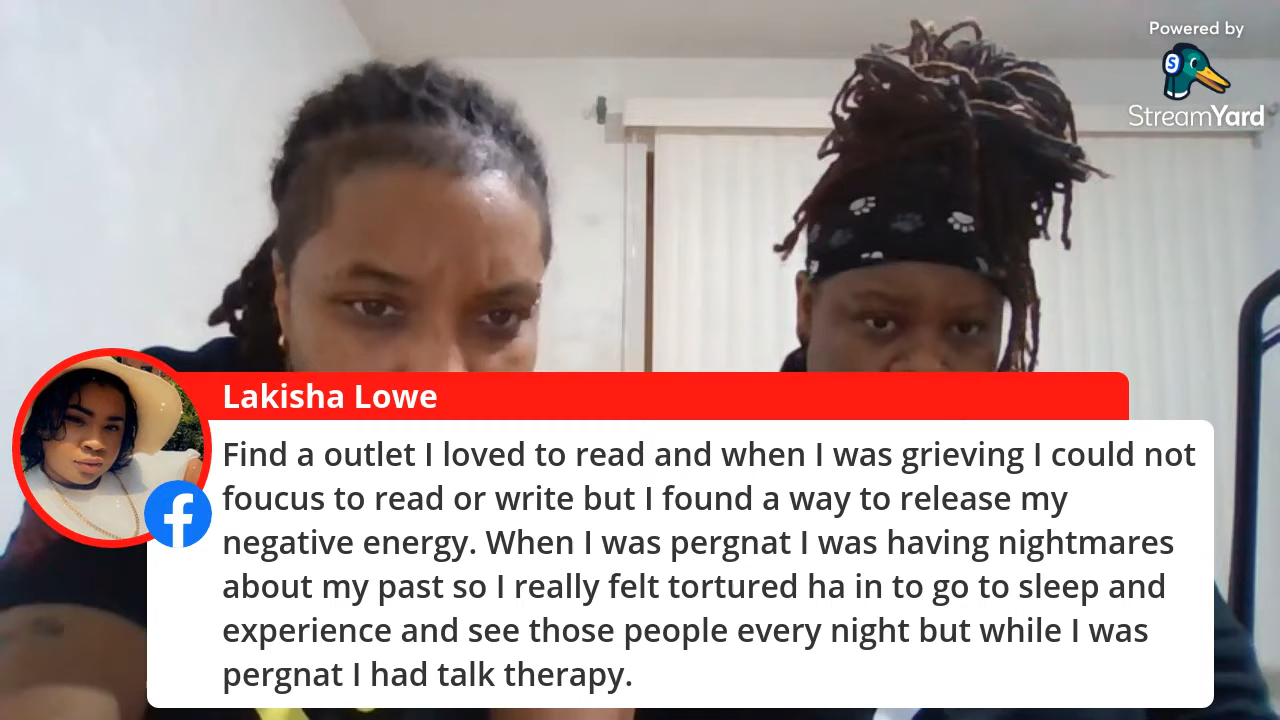 Powered by
StreamYard
Lakisha Lowe
Find a outlet I loved to read and when I was grieving I could not
foucus to read or write but I found a way to release my
negative energy. When I was pergnat I was having nightmares
about my past so I really felt tortured ha in to go to sleep and
experience and see those people every night but while I was
pergnat I had talk therapy.